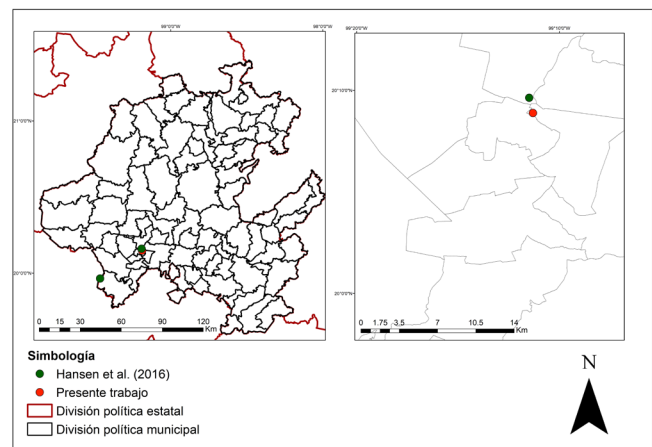 99°0'0"W
98°0'0"W
21°0'0"N
20°0'0"N
0 15 30 60 90 120
Km
99°20'0"W
99°10'0"W
20°10'0"N
20°0'0"N
0 1.75 3.5 7 10.5 14
Km
Simbología
Hansen et al. (2016)
Presente trabajo
División política estatal
División política municipal
N